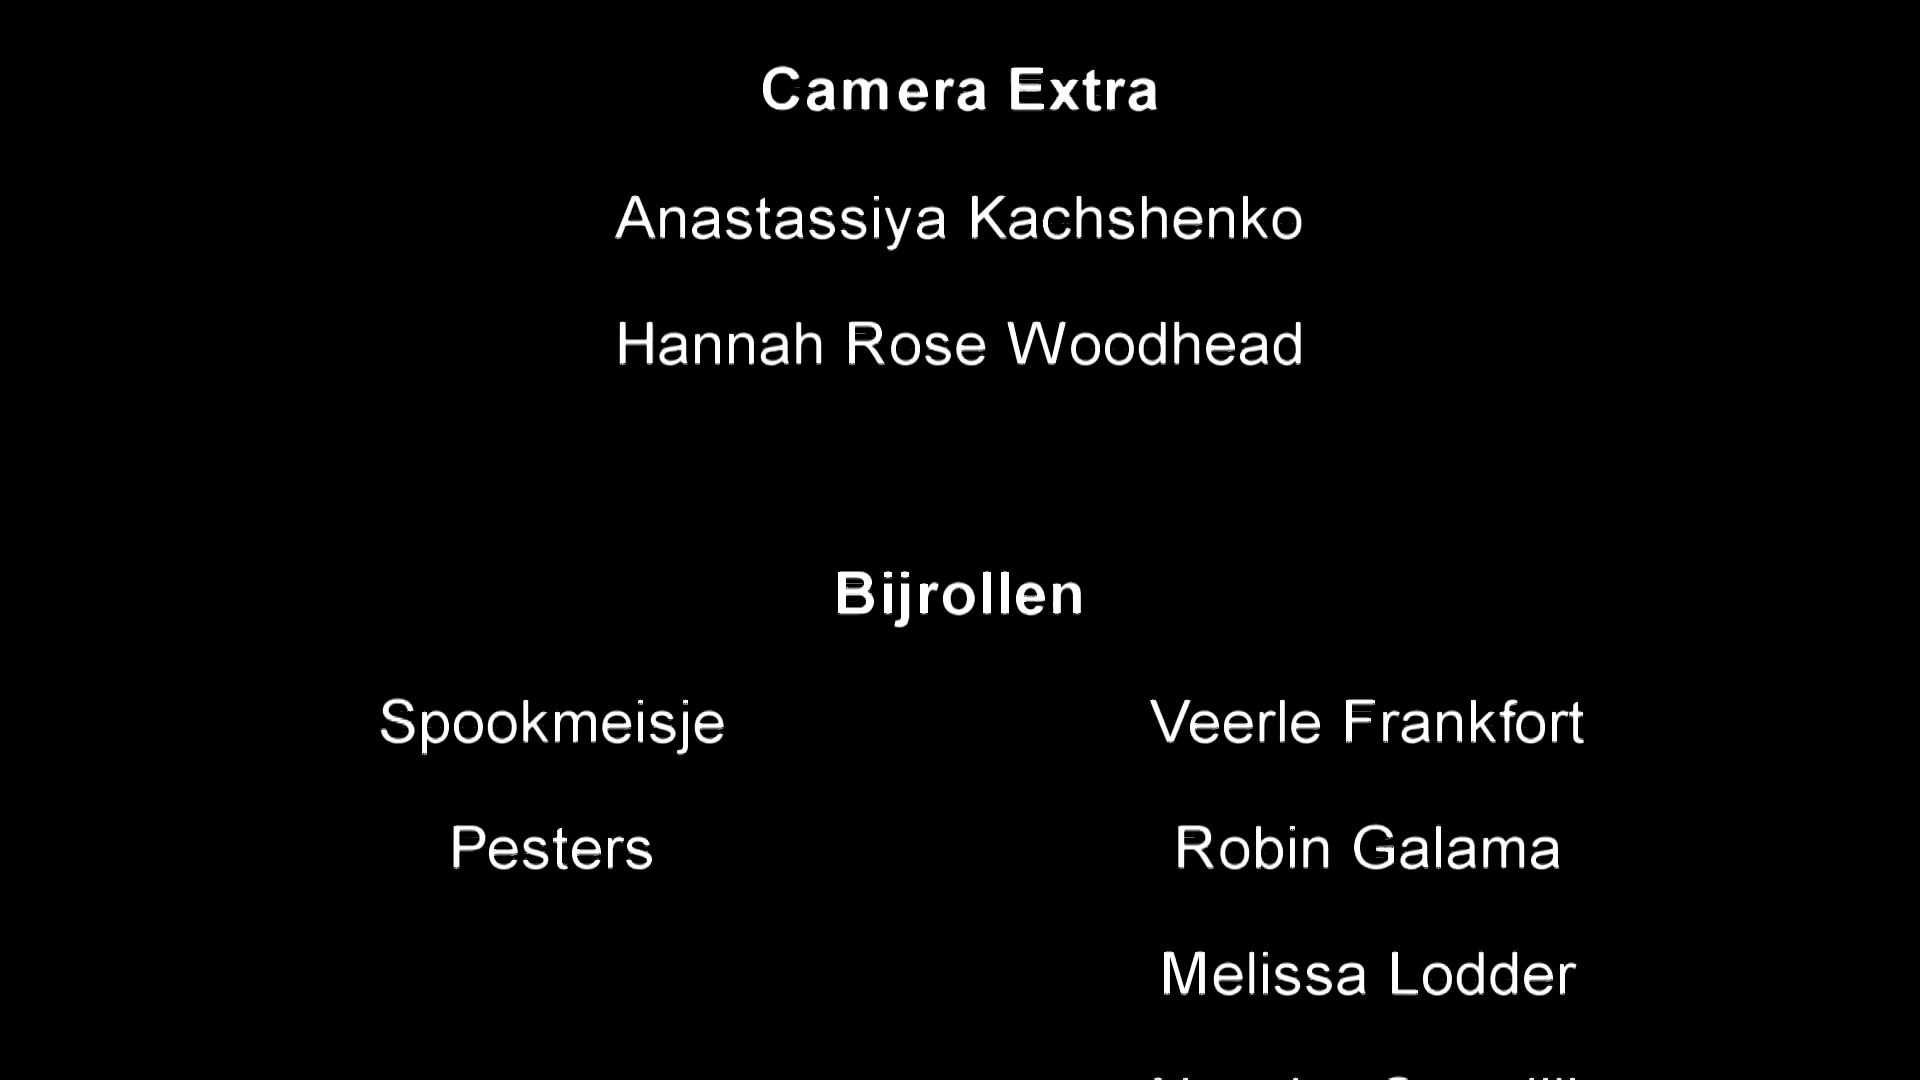 Camera Extra
Anastassiya Kachshenko
Hannah Rose Woodhead
Bijrollen
Spookmeisje Veerle Frankfort
Pesters Robin Galama
Melissa Lodder